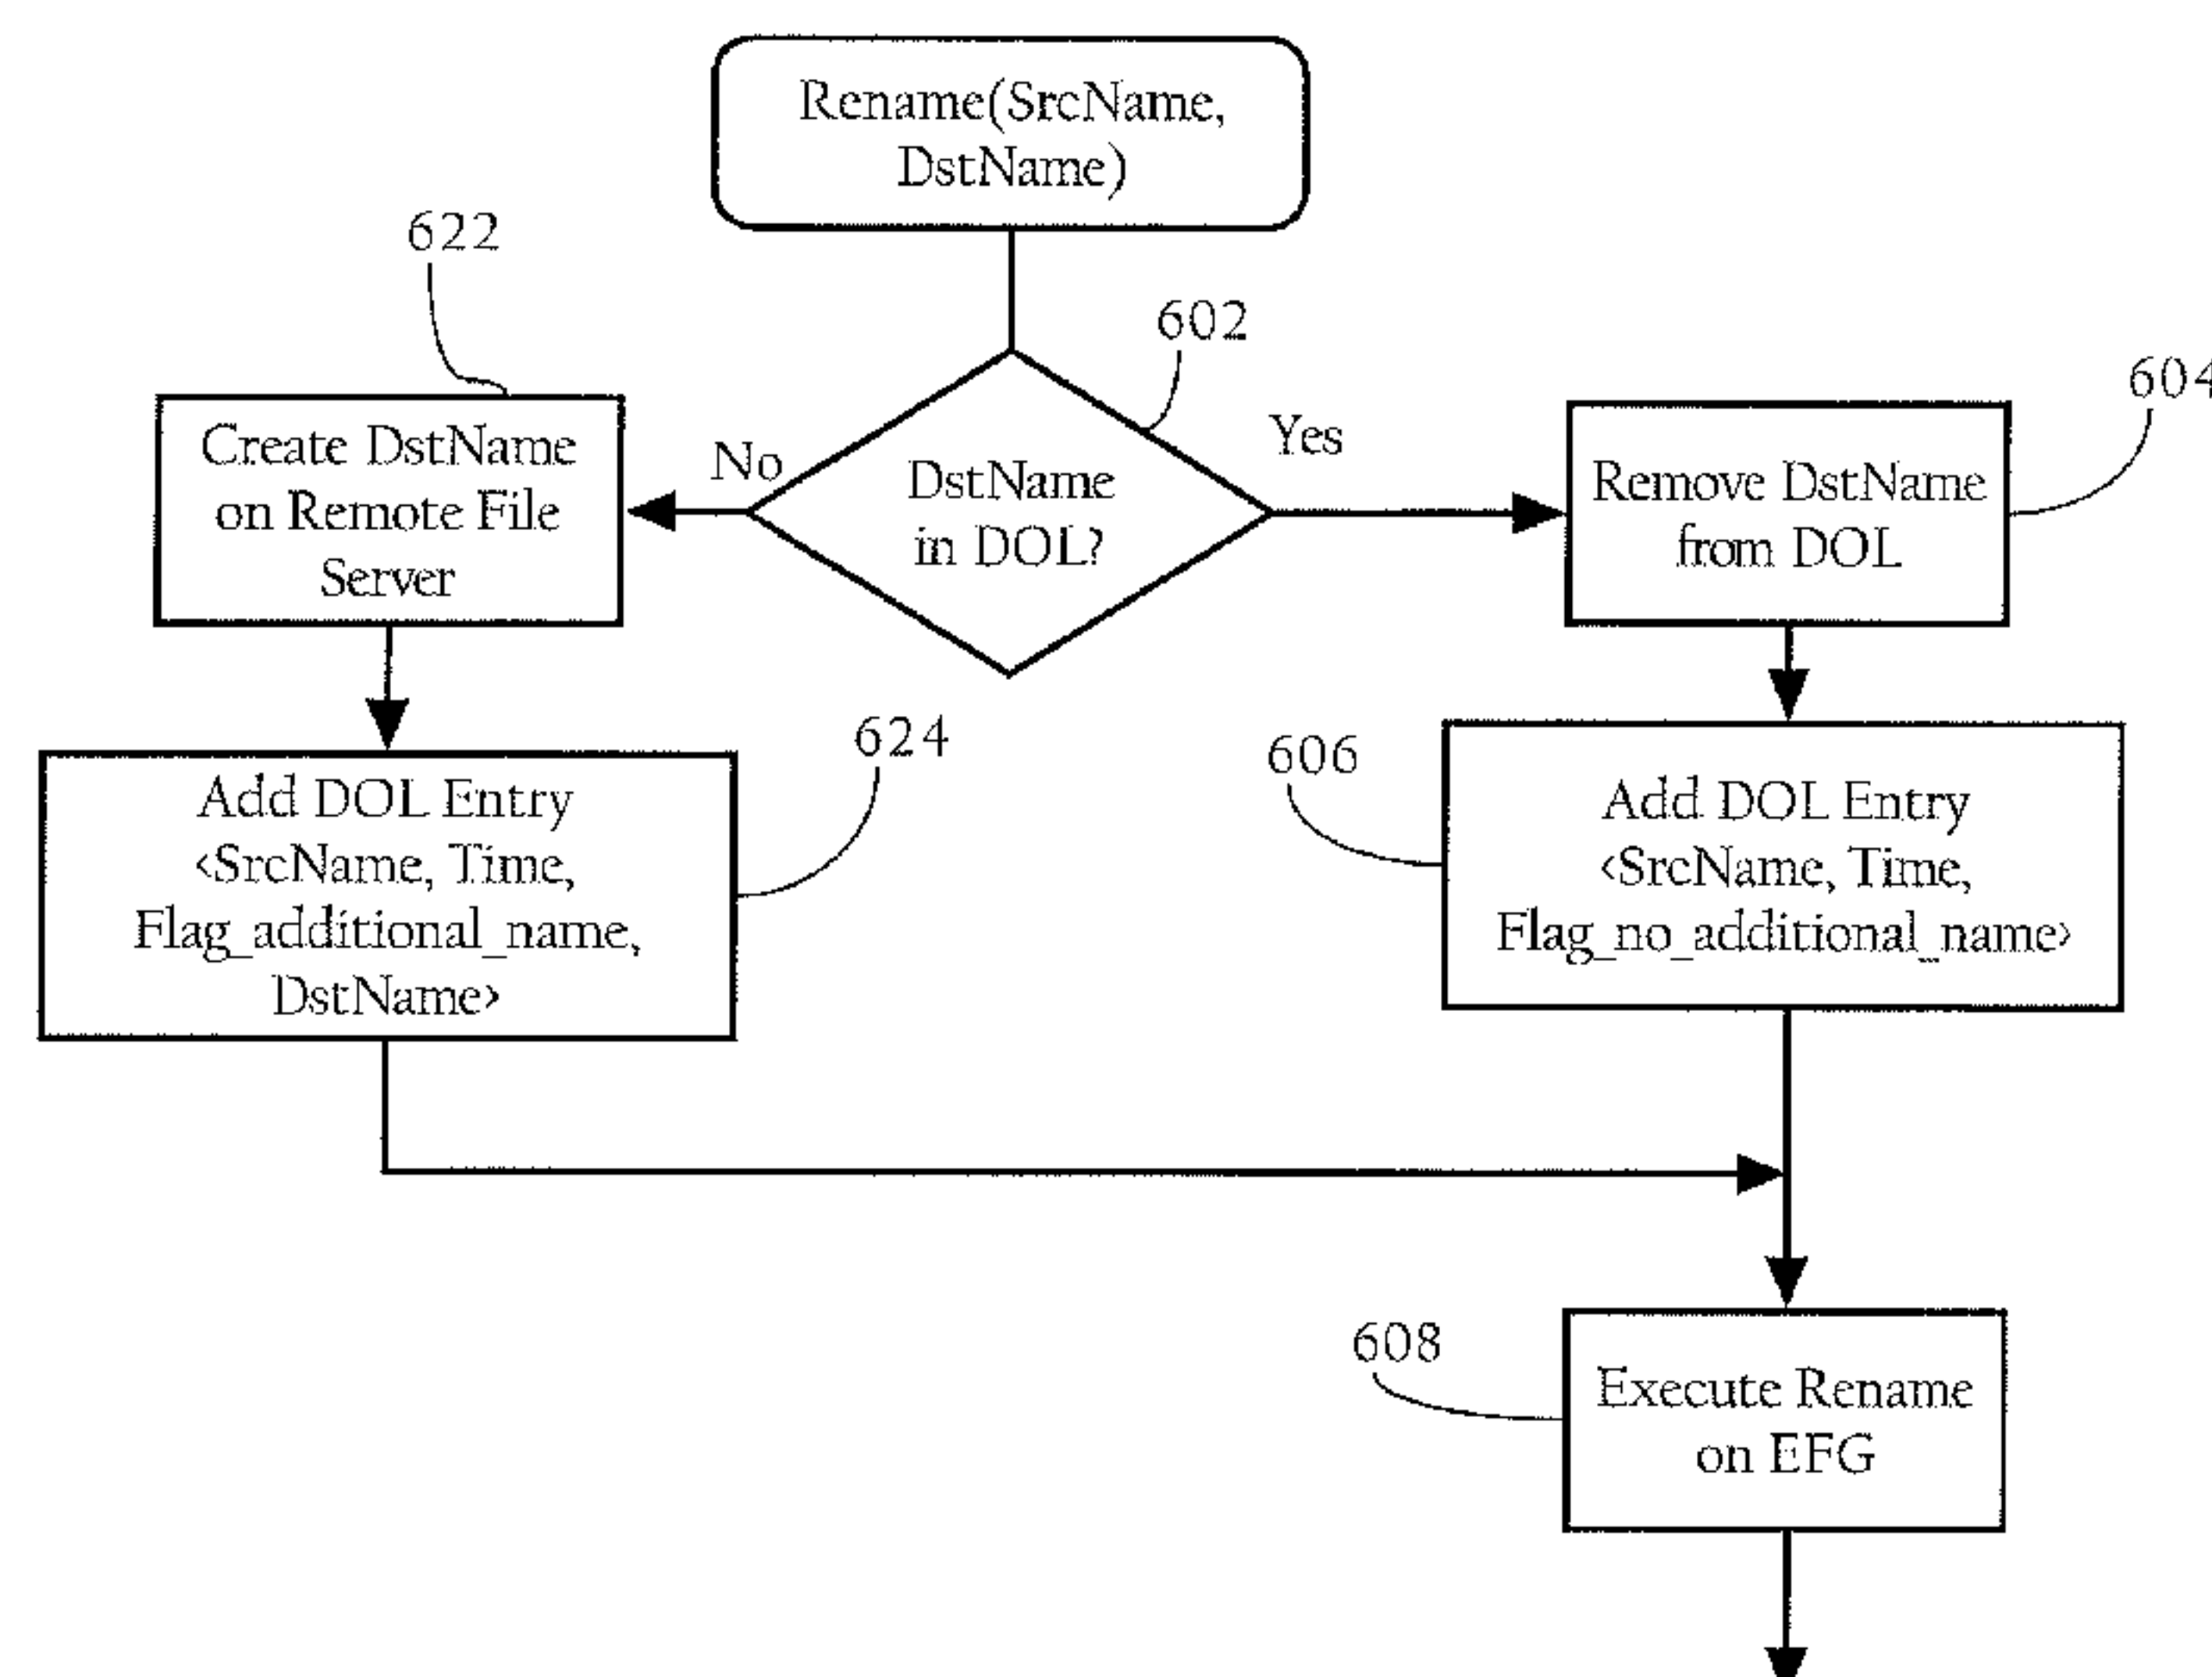 Rename(SrcName,
DstName)
622
602
604
Create DstName
on Remote File
Server
No
DstName
in DOL?
Yes
Remove DstName
from DOL
624
606
Add DOL Entry
‹SrcName, Time,
Flag_additional_name,
DstName›
Add DOL Entry
‹SrcName, Time,
Flag_no_additional_name›
608
Execute Rename
on EFG